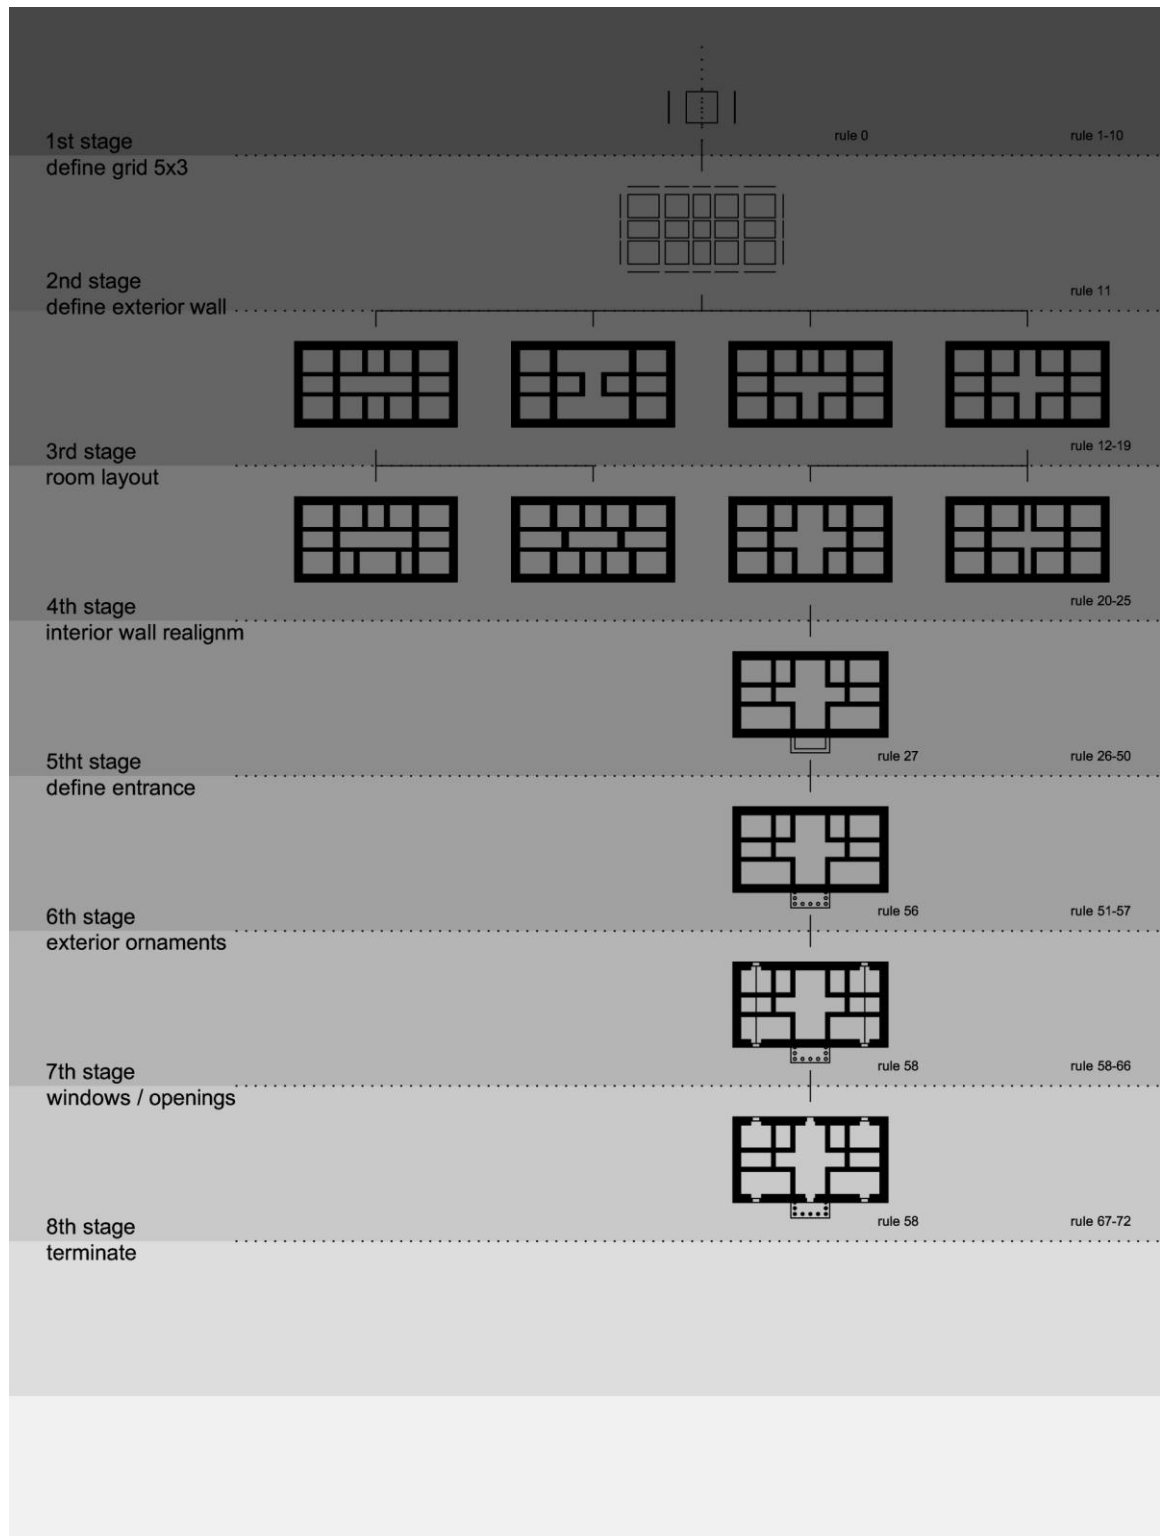 1st stage
rule 0
rule 1-10
define grid 5x3
2nd stage
rule 11
define exterior wall
3rd stage
rule 12-19
room layout
4th stage
rule 20-25
interior wall realignm
5tht stage
rule 27
rule 26-50
define entrance
6th stage
rule 56
rule 51-57
exterior ornaments
7th stage
rule 58
rule 58-66
windows / openings
8th stage
rule 58
rule 67-72
terminate